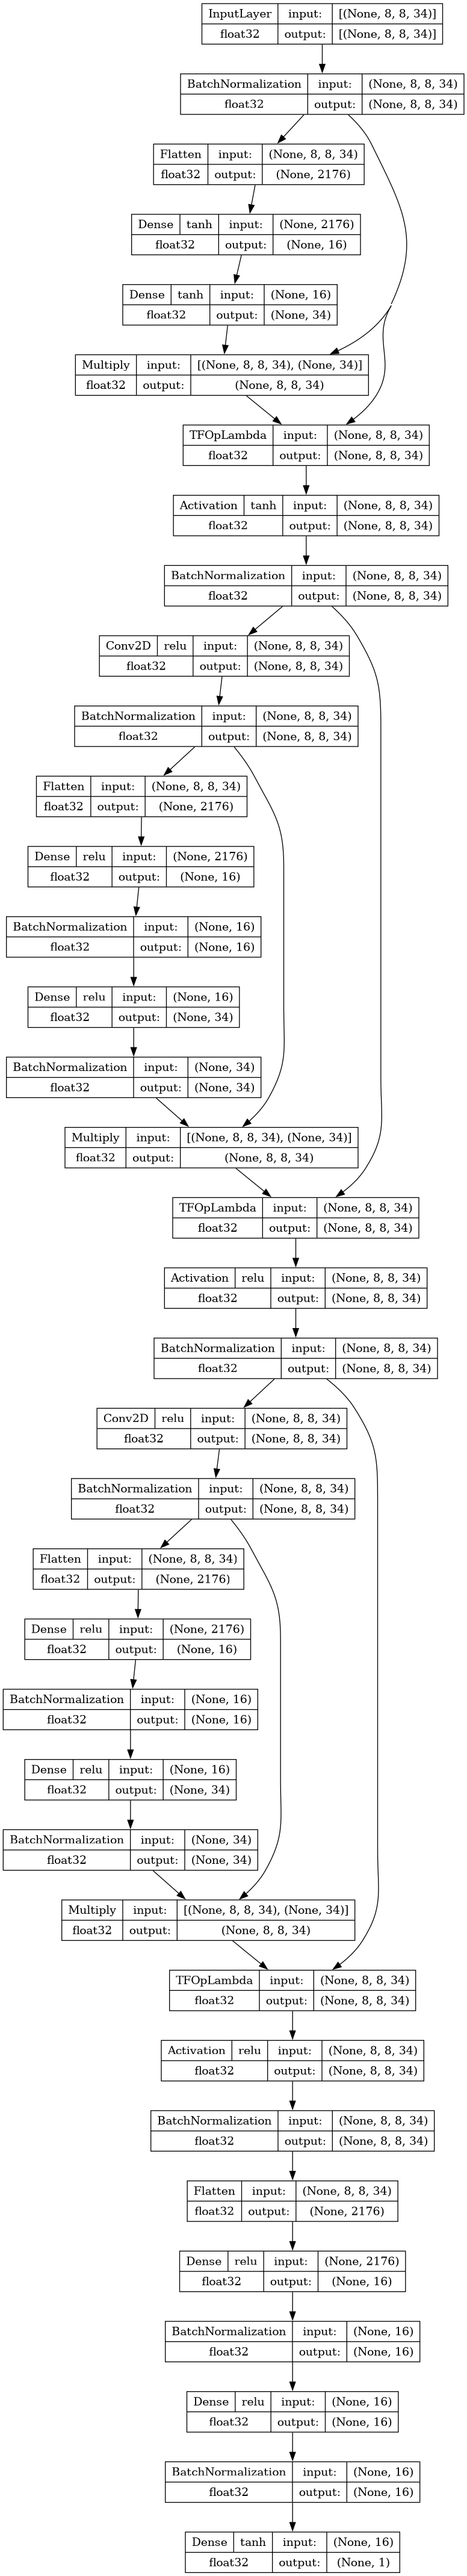 InputLayer input: [(None, 8, 8, 34)]
float32 output: [(None, 8, 8, 34)]
BatchNormalization input: (None, 8, 8, 34)
float32 output: (None, 8, 8, 34)
Flatten input: (None, 8, 8, 34)
float32 output: (None, 2176)
Dense tanh input: (None, 2176)
float32 output: (None, 16)
Dense tanh input: (None, 16)
float32 output: (None, 34)
Multiply input: [(None, 8, 8, 34), (None, 34)]
float32 output: (None, 8, 8, 34)
TFOpLambda input: (None, 8, 8, 34)
float32 output: (None, 8, 8, 34)
Activation tanh input: (None, 8, 8, 34)
float32 output: (None, 8, 8, 34)
BatchNormalization input: (None, 8, 8, 34)
float32 output: (None, 8, 8, 34)
Conv2D relu input: (None, 8, 8, 34)
float32 output: (None, 8, 8, 34)
BatchNormalization input: (None, 8, 8, 34)
float32 output: (None, 8, 8, 34)
Flatten input: (None, 8, 8, 34)
float32 output: (None, 2176)
Dense relu input: (None, 2176)
float32 output: (None, 16)
BatchNormalization input: (None, 16)
float32 output: (None, 16)
Dense relu input: (None, 16)
float32 output: (None, 34)
BatchNormalization input: (None, 34)
float32 output: (None, 34)
Multiply input: [(None, 8, 8, 34), (None, 34)]
float32 output: (None, 8, 8, 34)
TFOpLambda input: (None, 8, 8, 34)
float32 output: (None, 8, 8, 34)
Activation relu input: (None, 8, 8, 34)
float32 output: (None, 8, 8, 34)
BatchNormalization input: (None, 8, 8, 34)
float32 output: (None, 8, 8, 34)
Conv2D relu input: (None, 8, 8, 34)
float32 output: (None, 8, 8, 34)
BatchNormalization input: (None, 8, 8, 34)
float32 output: (None, 8, 8, 34)
Flatten input: (None, 8, 8, 34)
float32 output: (None, 2176)
Dense relu input: (None, 2176)
float32 output: (None, 16)
BatchNormalization input: (None, 16)
float32 output: (None, 16)
Dense relu input: (None, 16)
float32 output: (None, 34)
BatchNormalization input: (None, 34)
float32 output: (None, 34)
Multiply input: [(None, 8, 8, 34), (None, 34)]
float32 output: (None, 8, 8, 34)
TFOpLambda input: (None, 8, 8, 34)
float32 output: (None, 8, 8, 34)
Activation relu input: (None, 8, 8, 34)
float32 output: (None, 8, 8, 34)
BatchNormalization input: (None, 8, 8, 34)
float32 output: (None, 8, 8, 34)
Flatten input: (None, 8, 8, 34)
float32 output: (None, 2176)
Dense relu input: (None, 2176)
float32 output: (None, 16)
BatchNormalization input: (None, 16)
float32 output: (None, 16)
Dense relu input: (None, 16)
float32 output: (None, 16)
BatchNormalization input: (None, 16)
float32 output: (None, 16)
Dense tanh input: (None, 16)
float32 output: (None, 1)